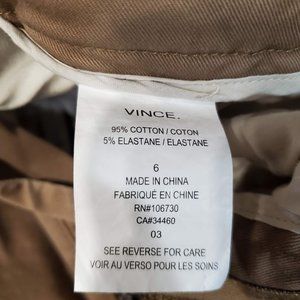 VINCE.
95% COTTON / COTON
5% ELASTANE / ELASTANE
6
MADE IN CHINA
FABRIQUÉ EN CHINE
RN#106730
CA#34460
03
SEE REVERSE FOR CARE
VOIR AU VERSO POUR LES SOINS